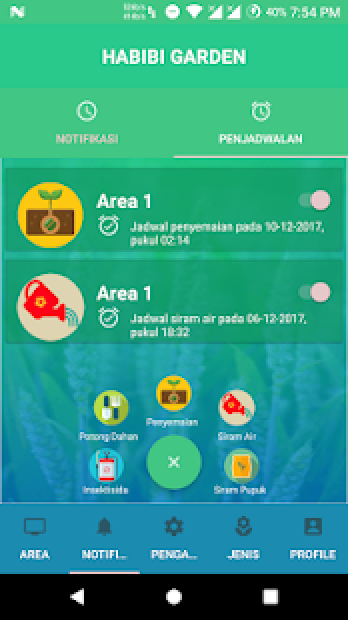 40% 7:54 PM
HABIBI GARDEN
NOTIFIKASI PENJADWALAN
Area 1
Jadwal penyemaian pada 10-12-2017,
pukul 02:14
Area 1
Jadwal siram air pada 06-12-2017,
pukul 18:32
Penyemaian
Potong Dahan Siram Air
Insektisida Siram Pupuk
AREA NOTIFI... PENGA... JENIS PROFILE